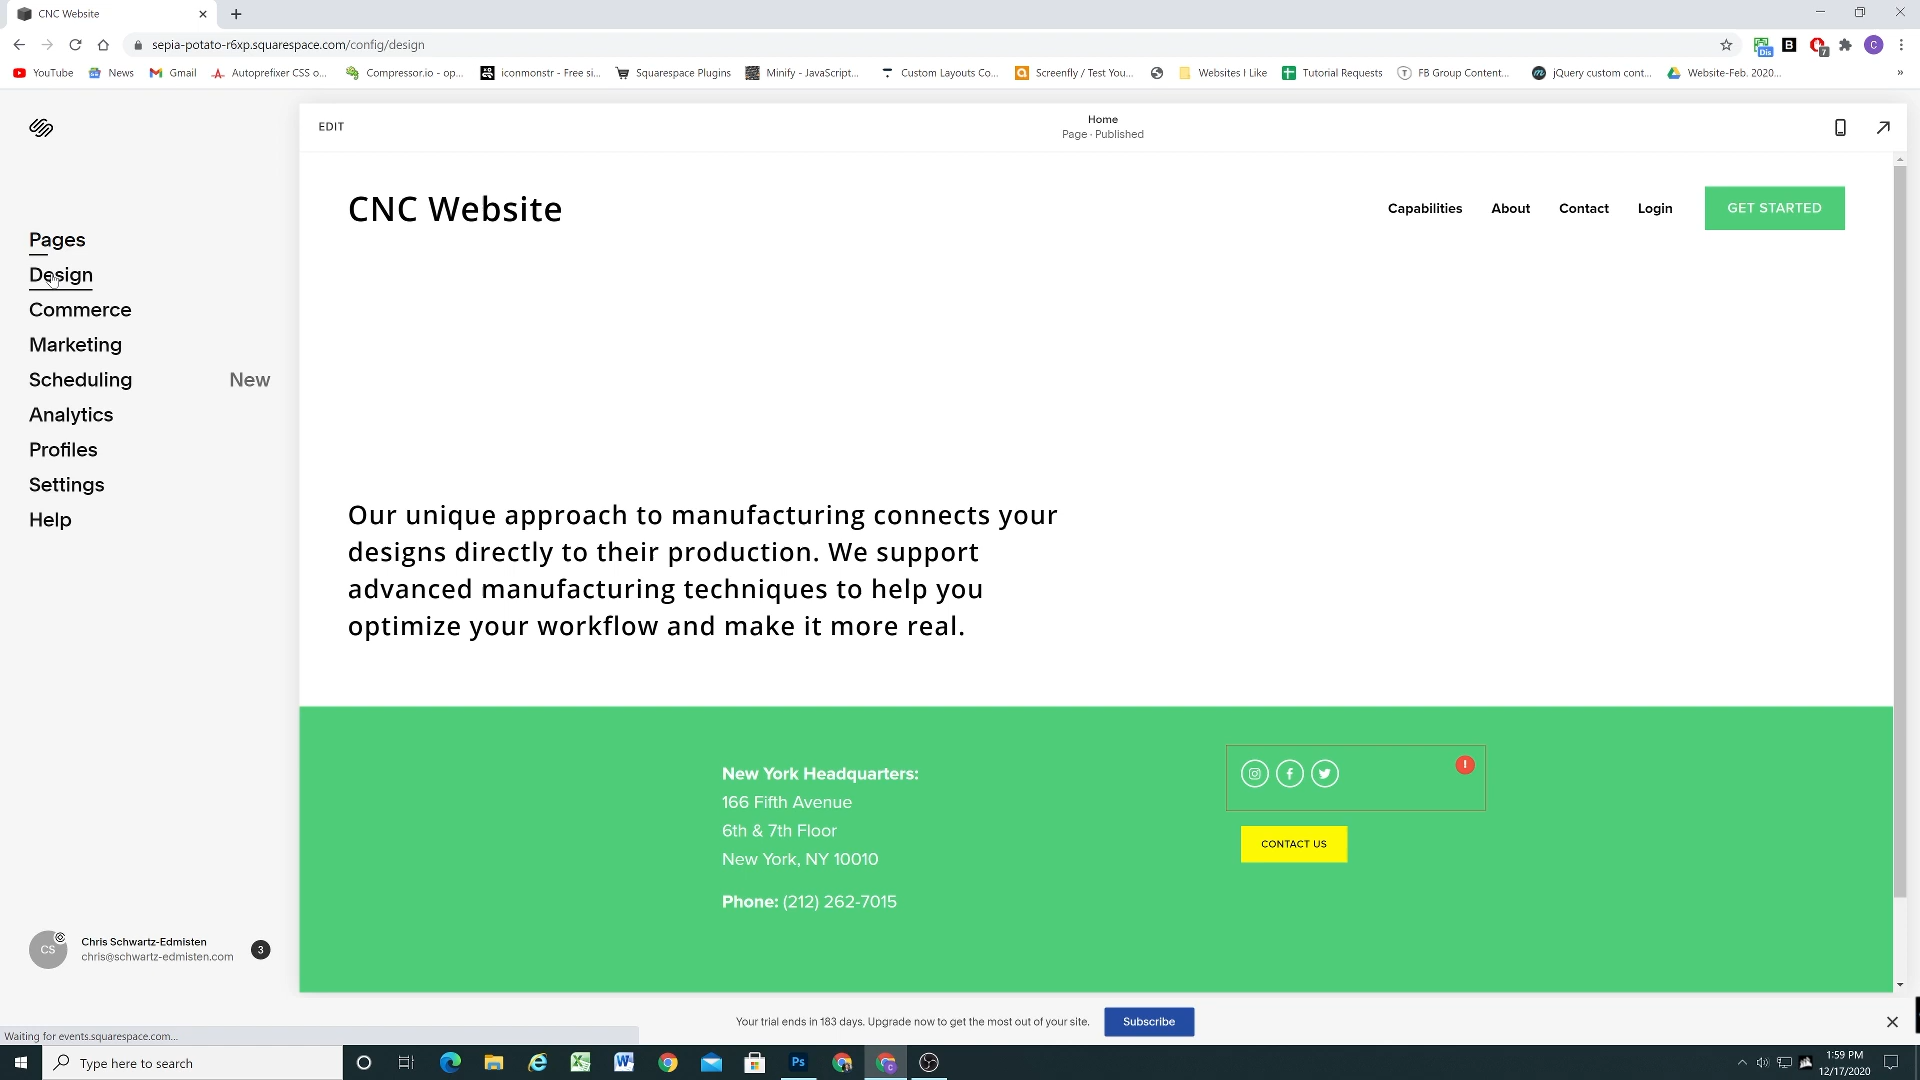 CNC Website
sepia-potato-r6xp.squarespace.com/config/design
Dis
B
7
C
YouTube
News
Gmail
Autoprefixer CSS o...
Compressor.io - op...
iconmonstr - Free si...
Squarespace Plugins
Minify - JavaScript...
Custom Layouts Co...
Screenfly / Test You...
Websites I Like
Tutorial Requests
FB Group Content...
jQuery custom cont...
Website-Feb. 2020...
»
EDIT
Home
Page · Published
CNC Website
Capabilities
About
Contact
Login
GET STARTED
Pages
Design
Commerce
Marketing
Scheduling New
Analytics
Profiles
Settings
Help
Our unique approach to manufacturing connects your
designs directly to their production. We support
advanced manufacturing techniques to help you
optimize your workflow and make it more real.
New York Headquarters:
166 Fifth Avenue
6th & 7th Floor
New York, NY 10010
Phone: (212) 262-7015
!
CONTACT US
CS
Chris Schwartz-Edmisten
chris@schwartz-edmisten.com
3
Your trial ends in 183 days. Upgrade now to get the most out of your site.
Subscribe
Waiting for events.squarespace.com...
Type here to search
Ps
1:59 PM
12/17/2020